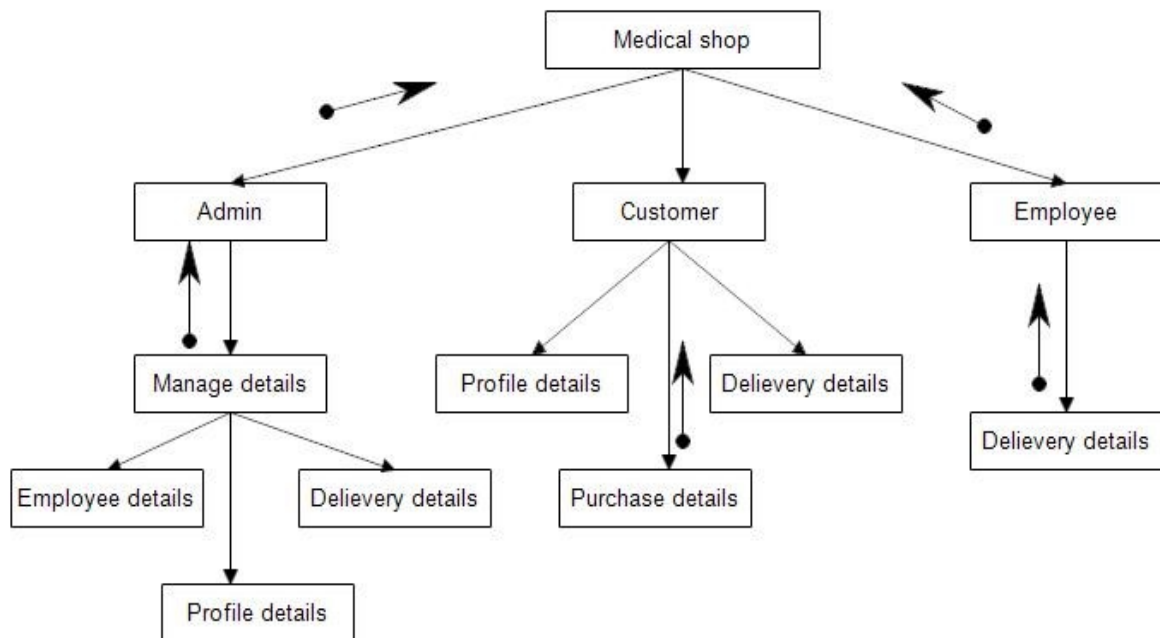 Medical shop
Admin
Customer
Employee
Manage details
Profile details
Delievery details
Delievery details
Employee details
Delievery details
Purchase details
Profile details